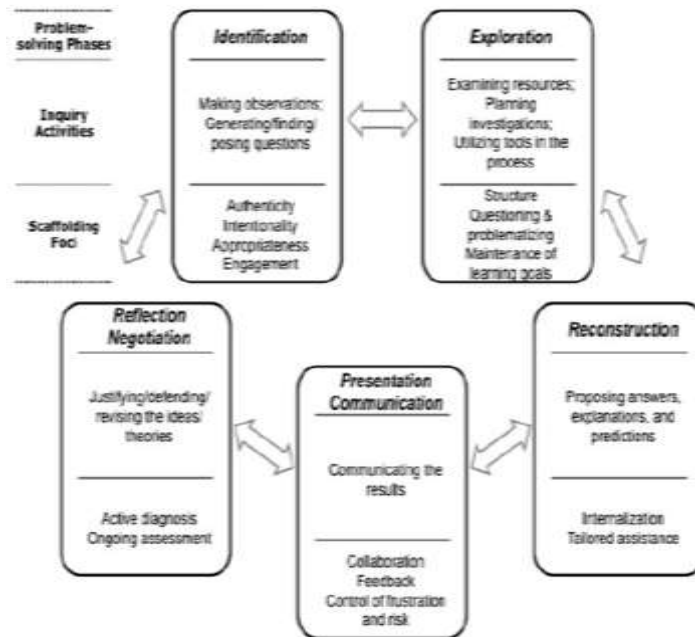 Problem-
solving Phases
Inquiry
Activities
Scaffolding
Foci
Identification
Making observations;
Generating/finding/
posing questions
Authenticity
Intentionality
Appropriateness
Engagement
Exploration
Examining resources;
Planning
investigations;
Utilizing tools in the
process
Structure
Questioning &
problematizing
Maintenance of
learning goals
Reflection
Negotiation
Justifying/defending/
revising the ideas/
theories
Active diagnosis
Ongoing assessment
Presentation
Communication
Communicating the
results
Collaboration
Feedback
Control of frustration
and risk
Reconstruction
Proposing answers,
explanations, and
predictions
Internalization
Tailored assistance